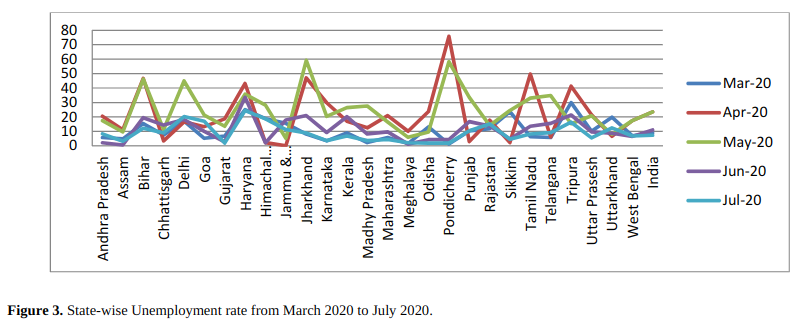 80
70
60
50
40
30
20
10
0
Andhra Pradesh
Assam
Bihar
Chhattisgarh
Delhi
Goa
Gujarat
Haryana
Himachal…
Jammu &…
Jharkhand
Karnataka
Kerala
Madhy Pradesh
Maharashtra
Meghalaya
Odisha
Pondicherry
Punjab
Rajastan
Sikkim
Tamil Nadu
Telangana
Tripura
Uttar Prasesh
Uttarkhand
West Bengal
India
Mar-20
Apr-20
May-20
Jun-20
Jul-20
Figure 3. State-wise Unemployment rate from March 2020 to July 2020.